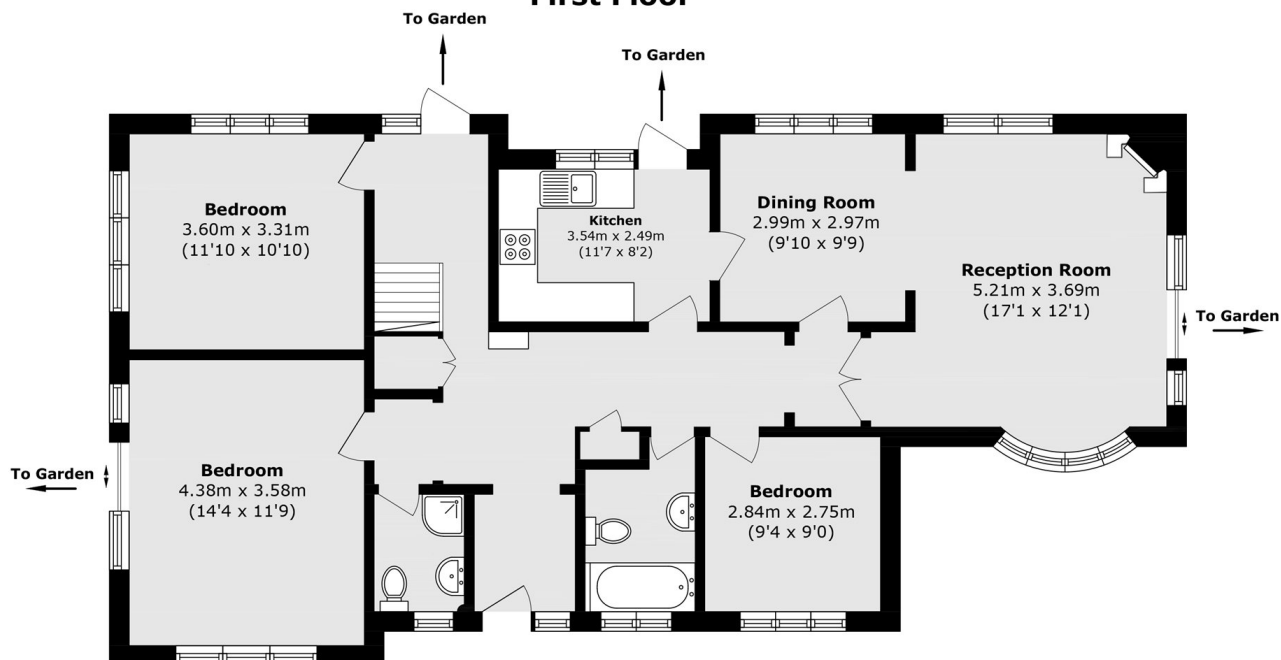 First Floor
To Garden
To Garden
Bedroom
3.60m x 3.31m
(11'10 x 10'10)
Kitchen
3.54m x 2.49m
(11'7 x 8'2)
Dining Room
2.99m x 2.97m
(9'10 x 9'9)
Reception Room
5.21m x 3.69m
(17'1 x 12'1)
To Garden
To Garden
Bedroom
4.38m x 3.58m
(14'4 x 11'9)
Bedroom
2.84m x 2.75m
(9'4 x 9'0)